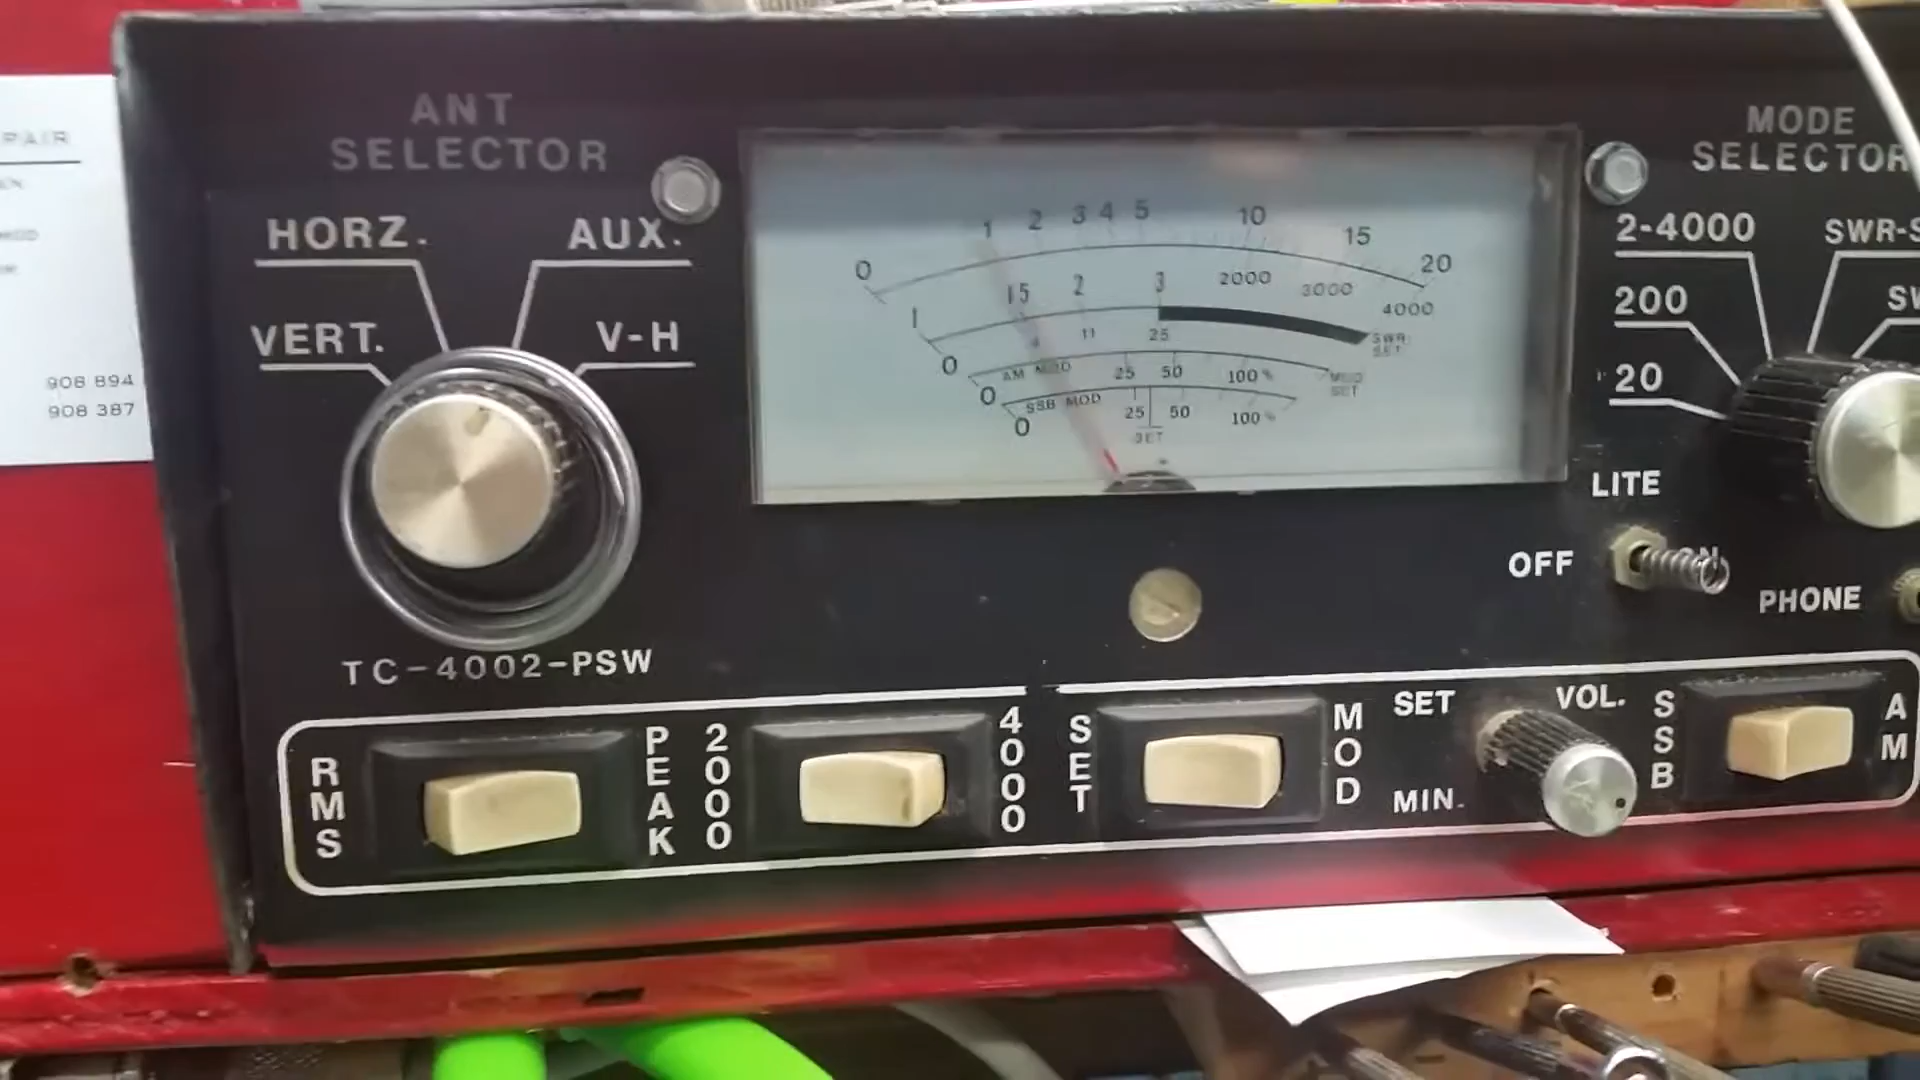 PAIR
908 894
908 387
ANT
SELECTOR
HORZ.
AUX.
VERT.
V-H
TC-4002-PSW
0 1 2 3 4 5 10 15 20
2000 3000 4000
1 15 2 3
SWR
SET
0 11 25
0 AM MOD 25 50 100%
SET
0 SSB MOD 25 50 100%
SET
MODE
SELECTOR
2-4000
SWR-S
200
SW
20
LITE
OFF
ON
PHONE
RMS
PEAK
2000
4000
SET
MOD
SET
VOL.
MIN.
SSB
AM